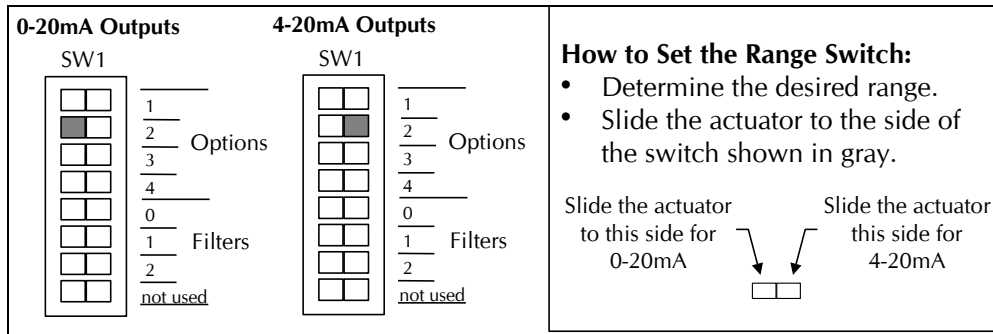 0-20mA Outputs
SW1
1
2
3
4
Options
0
1
2
Filters
not used
4-20mA Outputs
SW1
1
2
3
4
Options
0
1
2
Filters
not used
How to Set the Range Switch:
• Determine the desired range.
• Slide the actuator to the side of
the switch shown in gray.
Slide the actuator
to this side for
0-20mA
Slide the actuator
this side for
4-20mA